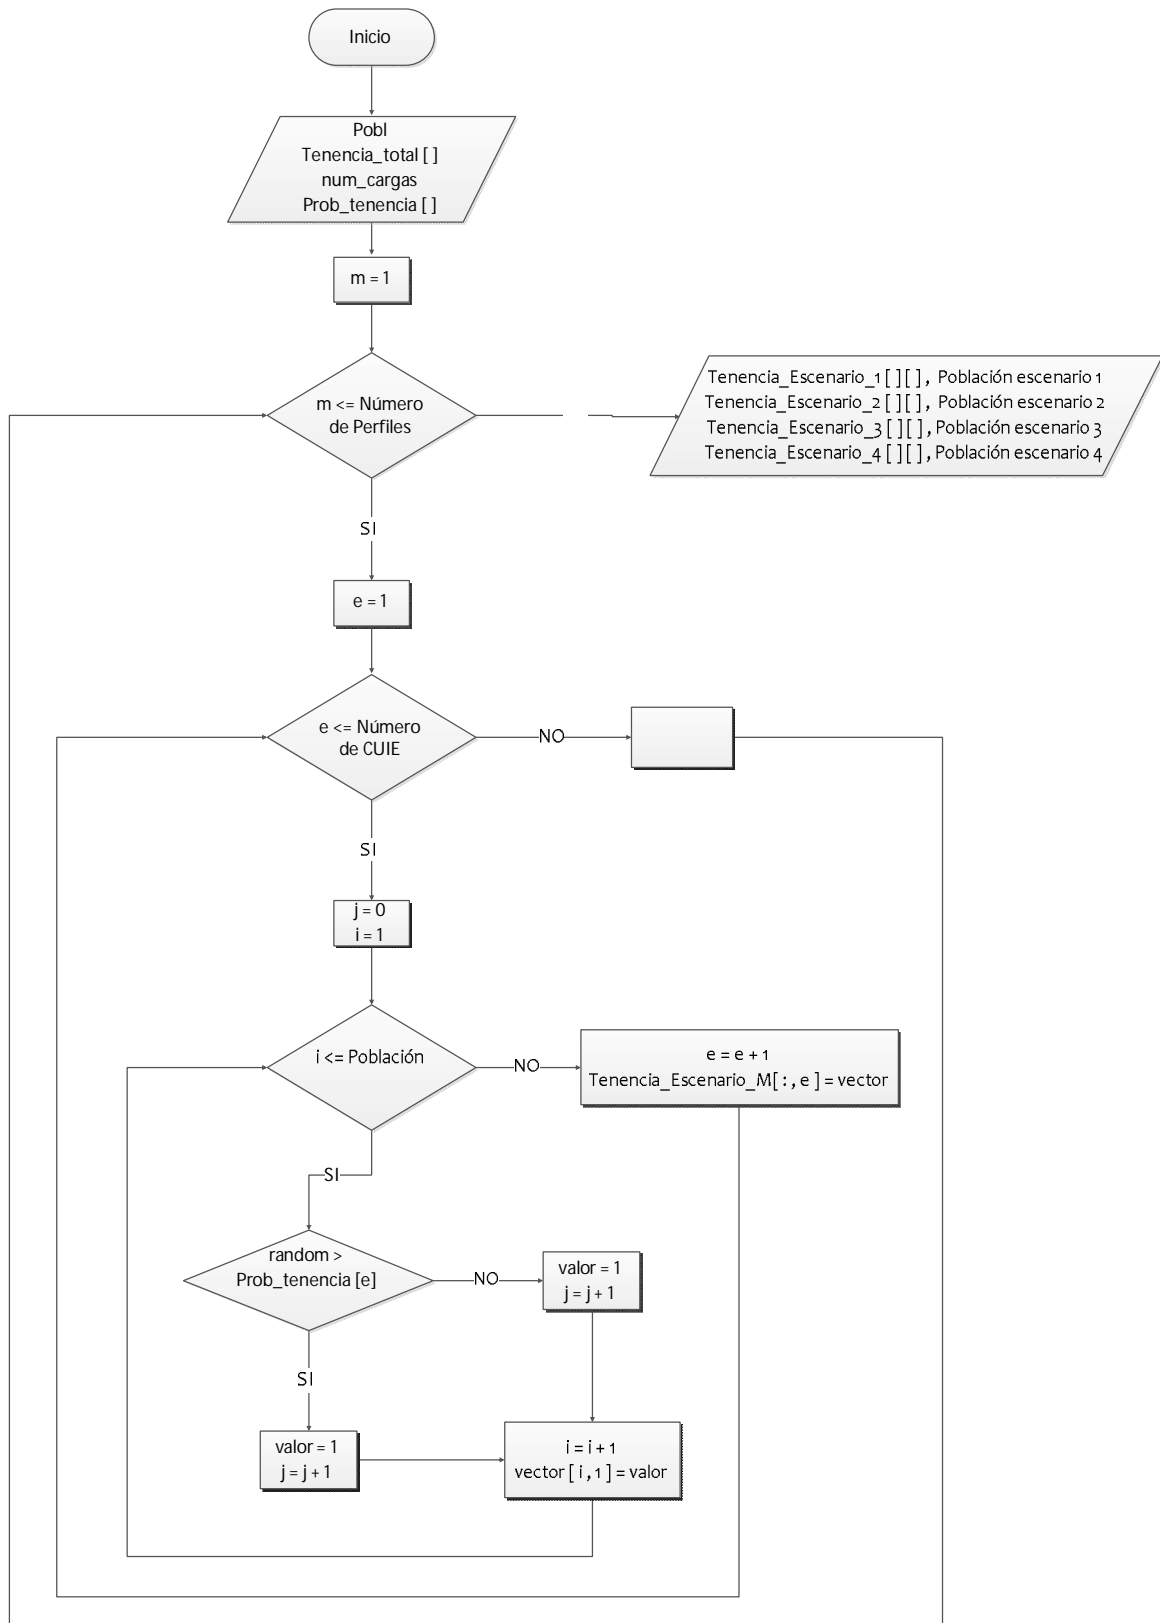 Inicio
Pobl
Tenencia_total [ ]
num_cargas
Prob_tenencia [ ]
m = 1
m <= Número
de Perfiles
Tenencia_Escenario_1 [ ] [ ] , Población escenario 1
Tenencia_Escenario_2 [ ] [ ] , Población escenario 2
Tenencia_Escenario_3 [ ] [ ] , Población escenario 3
Tenencia_Escenario_4 [ ] [ ] , Población escenario 4
SI
e = 1
e <= Número
de CUIE
NO
SI
j = 0
i = 1
i <= Población
NO
e = e + 1
Tenencia_Escenario_M[ : , e ] = vector
SI
random >
Prob_tenencia [e]
NO
valor = 1
j = j + 1
SI
valor = 1
j = j + 1
i = i + 1
vector [ i , 1 ] = valor